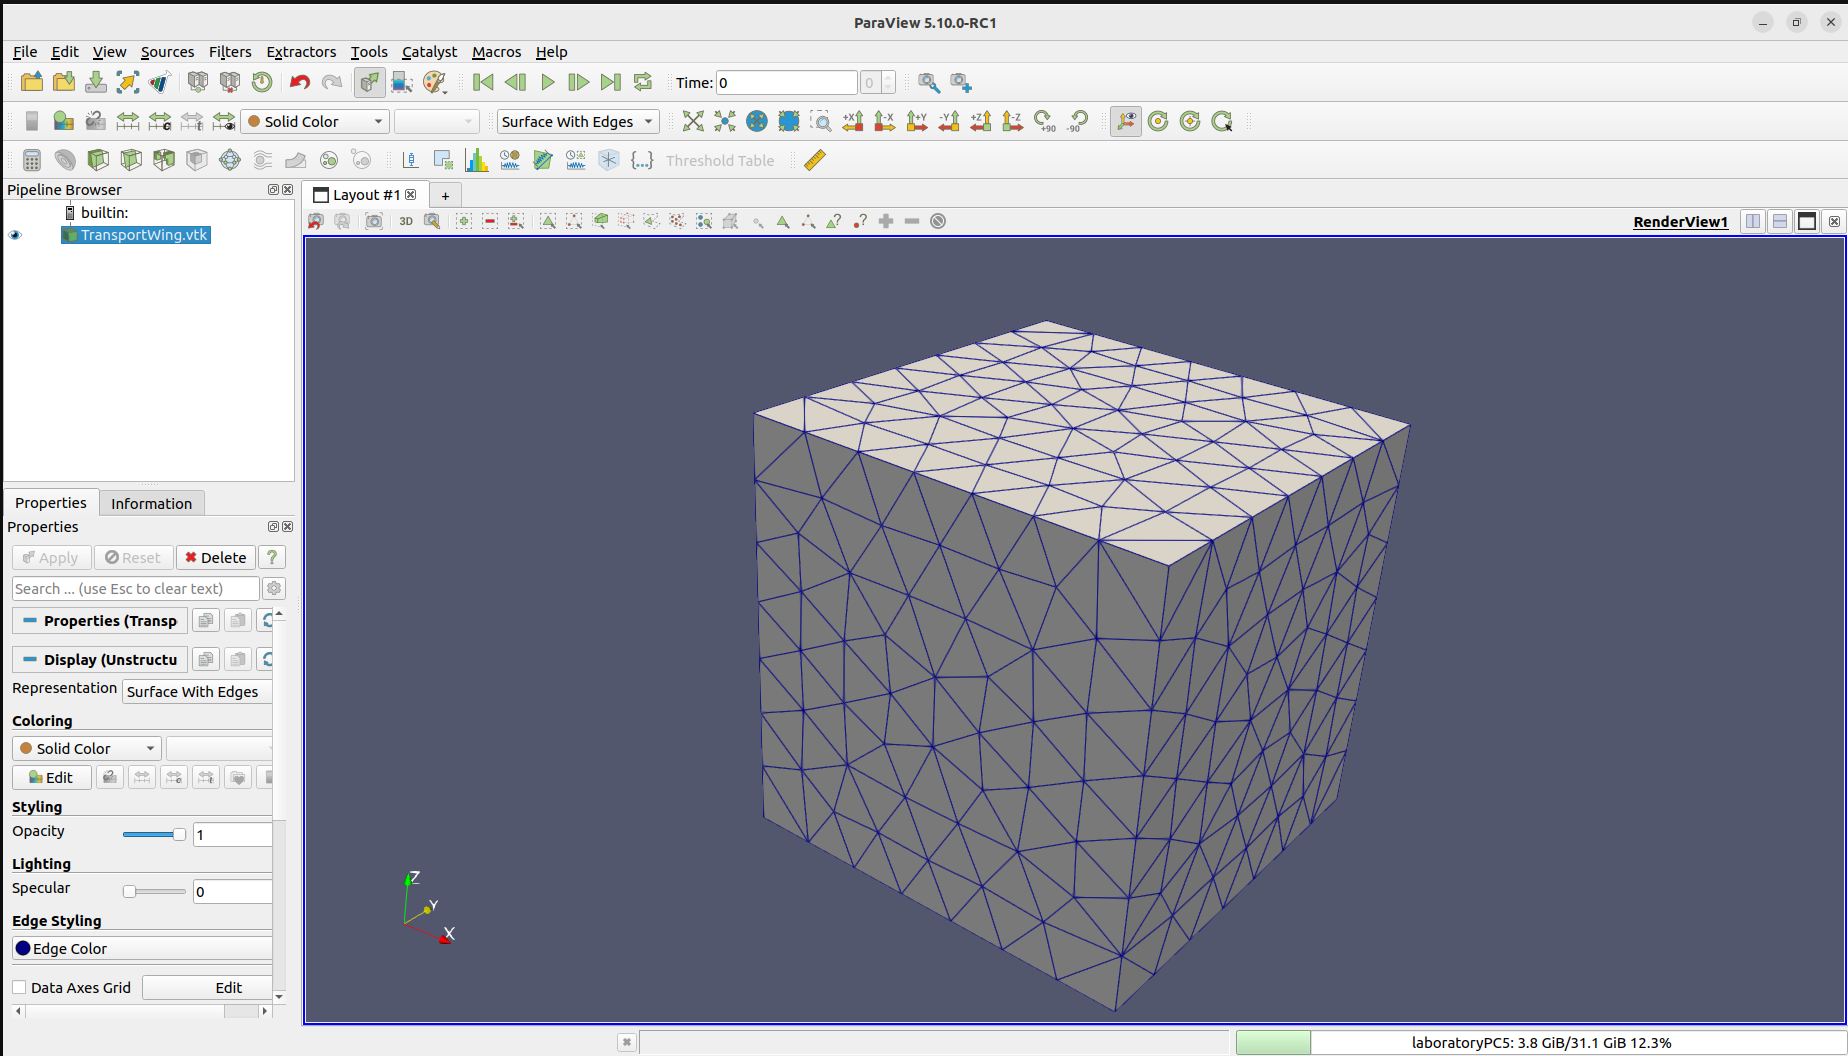 ParaView 5.10.0-RC1
File Edit View Sources Filters Extractors Tools Catalyst Macros Help
Time: 0 0
Solid Color Surface With Edges +X -X +Y -Y +Z -Z +90 -90
Threshold Table
Pipeline Browser
builtin:
TransportWing.vtk
Layout #1 +
3D RenderView1
Properties Information
Properties
Apply Reset Delete ?
Search ... (use Esc to clear text)
Properties (Transp
Display (Unstructu
Representation Surface With Edges
Coloring
Solid Color
Edit
Styling
Opacity 1
Lighting
Specular 0
Edge Styling
Edge Color
Data Axes Grid Edit
Z
Y
X
laboratoryPC5: 3.8 GiB/31.1 GiB 12.3%